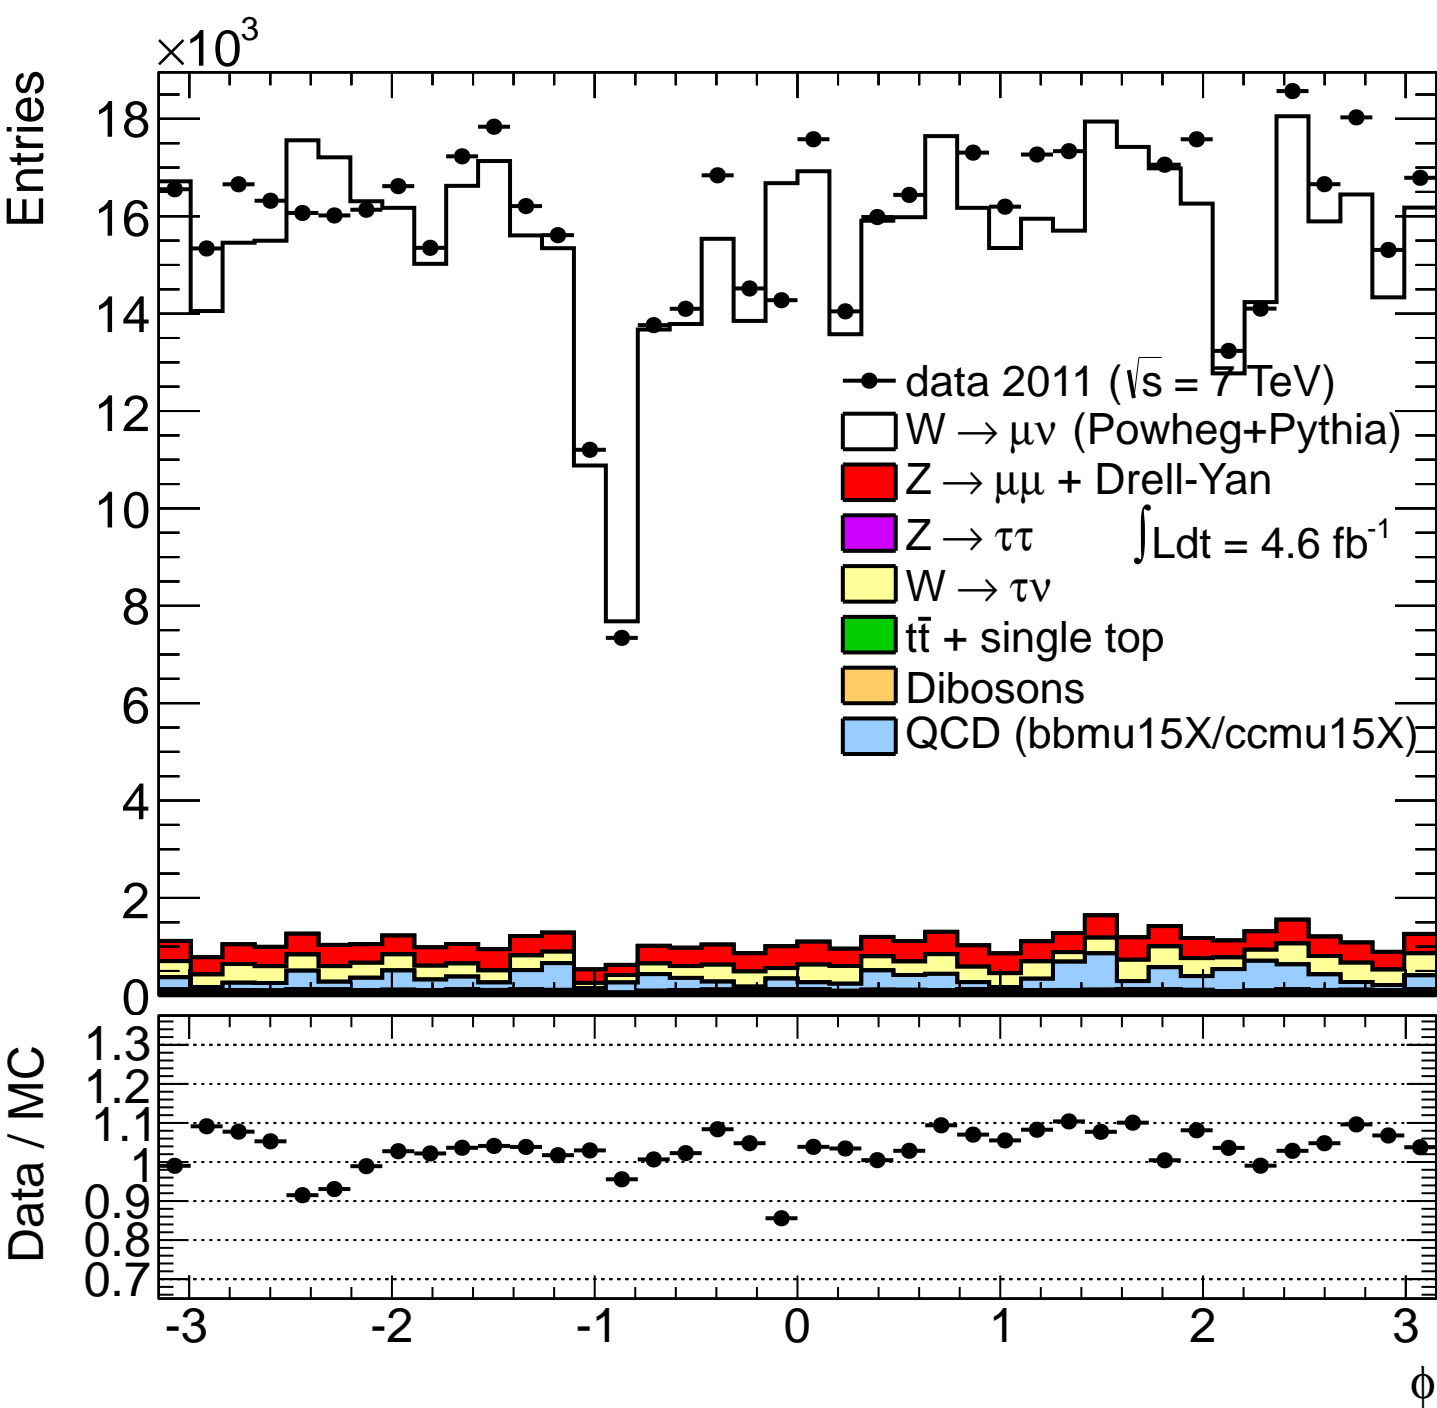 ×10³
Entries
18
16
14
12
10
8
6
4
2
0
data 2011 (√s = 7 TeV)
W → μν (Powheg+Pythia)
Z → μμ + Drell-Yan
Z → ττ
∫Ldt = 4.6 fb⁻¹
W → τν
tt̄ + single top
Dibosons
QCD (bbmu15X/ccmu15X)
Data / MC
1.3
1.2
1.1
1
0.9
0.8
0.7
-3 -2 -1 0 1 2 3
ϕ